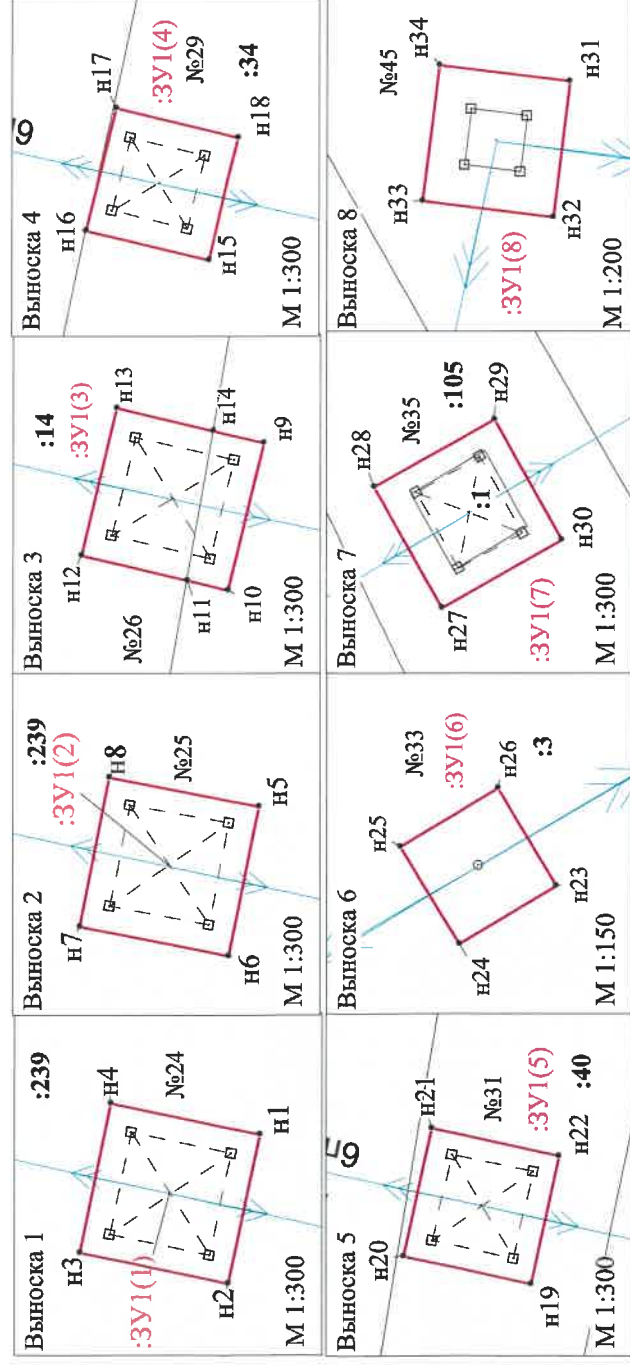 Выноска 1
:239
н3
н4
№24
:ЗУ1(1)
н2
н1
М 1:300
Выноска 2
:239
:ЗУ1(2)
н7
н8
№25
н6
н5
М 1:300
Выноска 3
:14
:ЗУ1(3)
н12
н13
№26
н11
н14
н10
н9
М 1:300
Выноска 4
н16
н17
:ЗУ1(4)
№29
:34
н15
н18
М 1:300
Выноска 5
н20
н21
№31
:ЗУ1(5)
н19
н22
:40
М 1:300
Выноска 6
№33
н25
:ЗУ1(6)
н24
н26
:3
н23
М 1:150
Выноска 7
н28
№35
:105
н27
:1
н29
:ЗУ1(7)
н30
М 1:300
Выноска 8
№45
н34
н33
:ЗУ1(8)
н32
н31
М 1:200